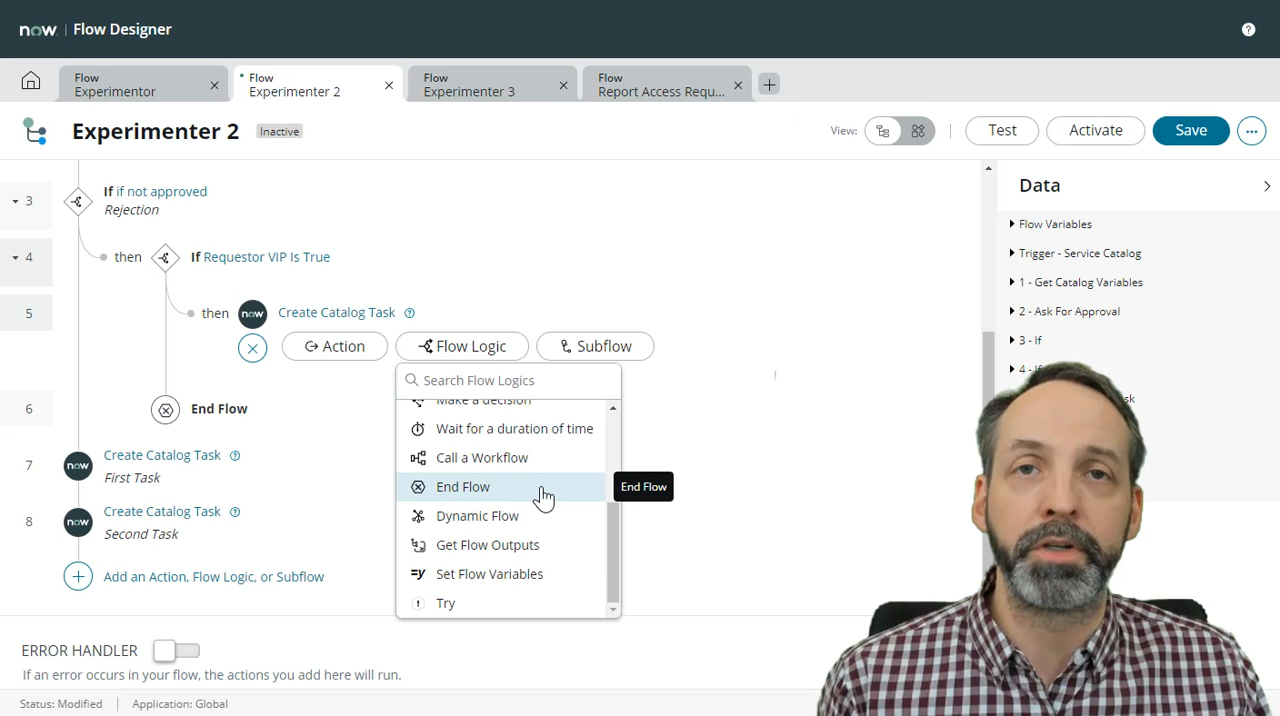 now. | Flow Designer
?
Flow
Experimentor
Flow
Experimenter 2
Flow
Experimenter 3
Flow
Report Access Requ...
Experimenter 2
Inactive
View:
Test
Activate
Save
3
If if not approved
Rejection
4
then
If Requestor VIP Is True
5
then
now
Create Catalog Task
Action
Flow Logic
Subflow
Search Flow Logics
Make a decision
Wait for a duration of time
Call a Workflow
End Flow
End Flow
Dynamic Flow
Get Flow Outputs
=y Set Flow Variables
! Try
6
End Flow
7
now
Create Catalog Task
First Task
8
now
Create Catalog Task
Second Task
Add an Action, Flow Logic, or Subflow
ERROR HANDLER
If an error occurs in your flow, the actions you add here will run.
Status: Modified
Application: Global
Data
Flow Variables
Trigger - Service Catalog
1 - Get Catalog Variables
2 - Ask For Approval
3 - If
4 - If